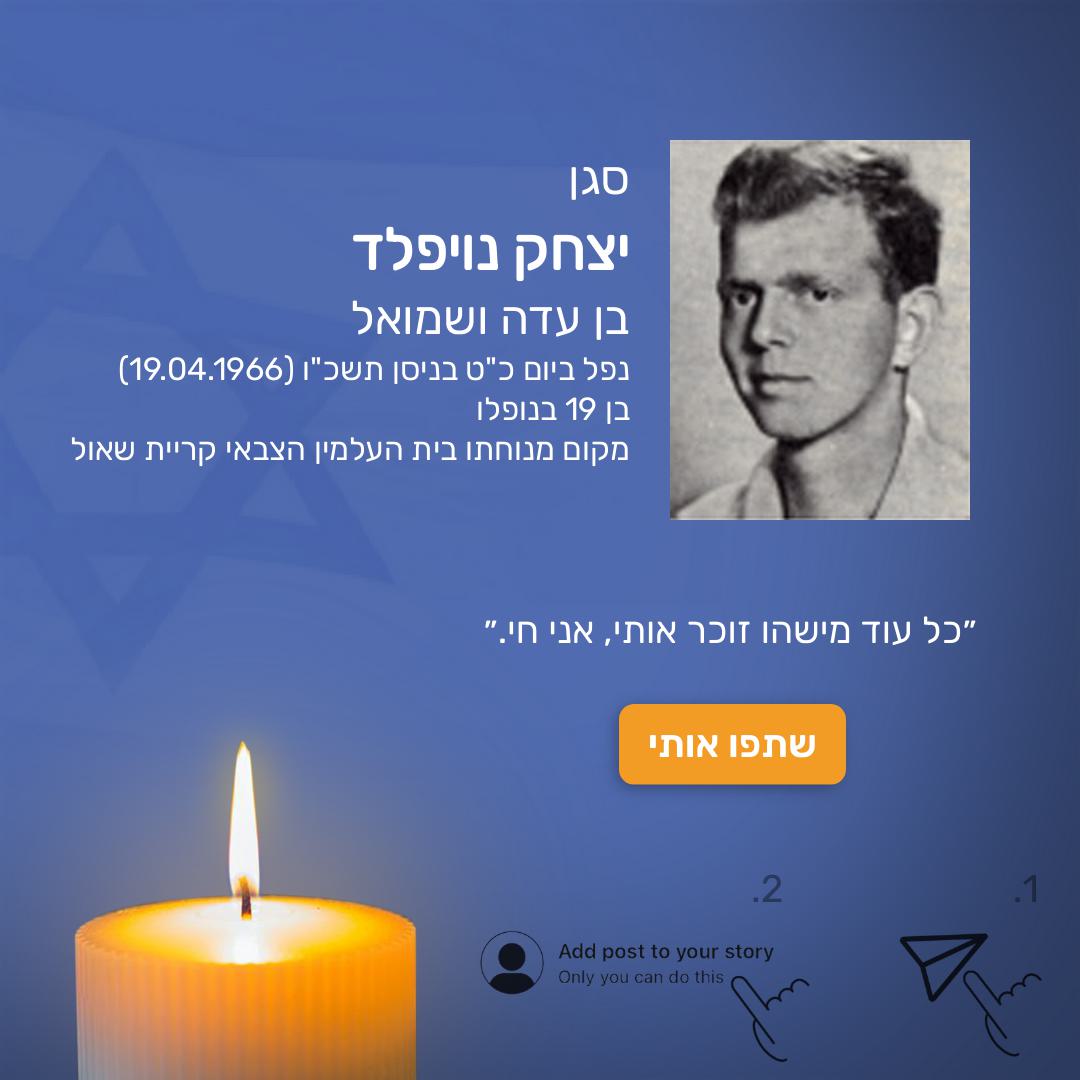 סגן
יצחק נויפלד
בן עדה ושמואל
נפל ביום כ"ט בניסן תשכ"ו (19.04.1966)
בן 19 בנופלו
מקום מנוחתו בית העלמין הצבאי קריית שאול
״כל עוד מישהו זוכר אותי, אני חי.״
שתפו אותי
.1
.2
Add post to your story
Only you can do this